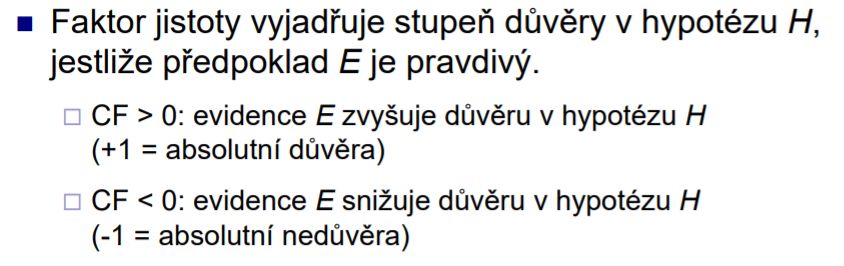 Faktor jistoty vyjadřuje stupeň důvěry v hypotézu H,
jestliže předpoklad E je pravdivý.
CF > 0: evidence E zvyšuje důvěru v hypotézu H
(+1 = absolutní důvěra)
CF < 0: evidence E snižuje důvěru v hypotézu H
(-1 = absolutní nedůvěra)